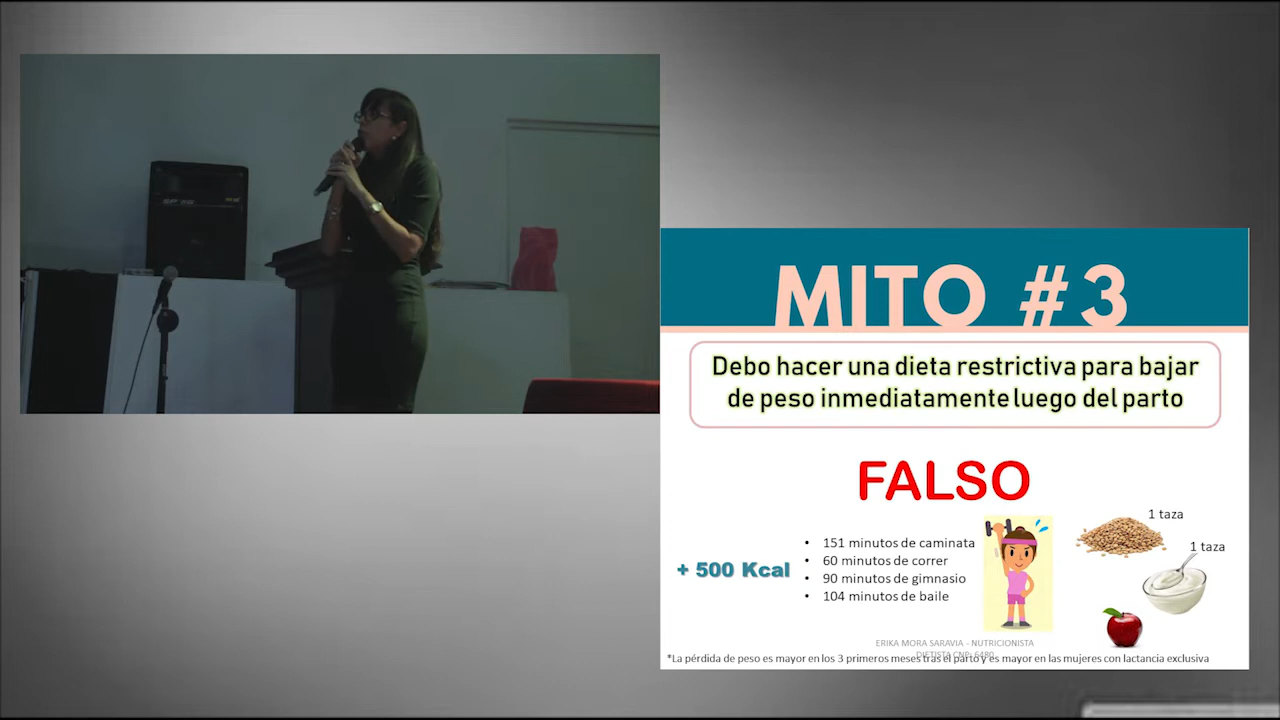 MITO #3
Debo hacer una dieta restrictiva para bajar
de peso inmediatamente luego del parto
FALSO
1 taza
1 taza
+ 500 Kcal
• 151 minutos de caminata
• 60 minutos de correr
• 90 minutos de gimnasio
• 104 minutos de baile
ERIKA MORA SARAVIA - NUTRICIONISTA
DIETISTA CNP: 6480
*La pérdida de peso es mayor en los 3 primeros meses tras el parto y es mayor en las mujeres con lactancia exclusiva